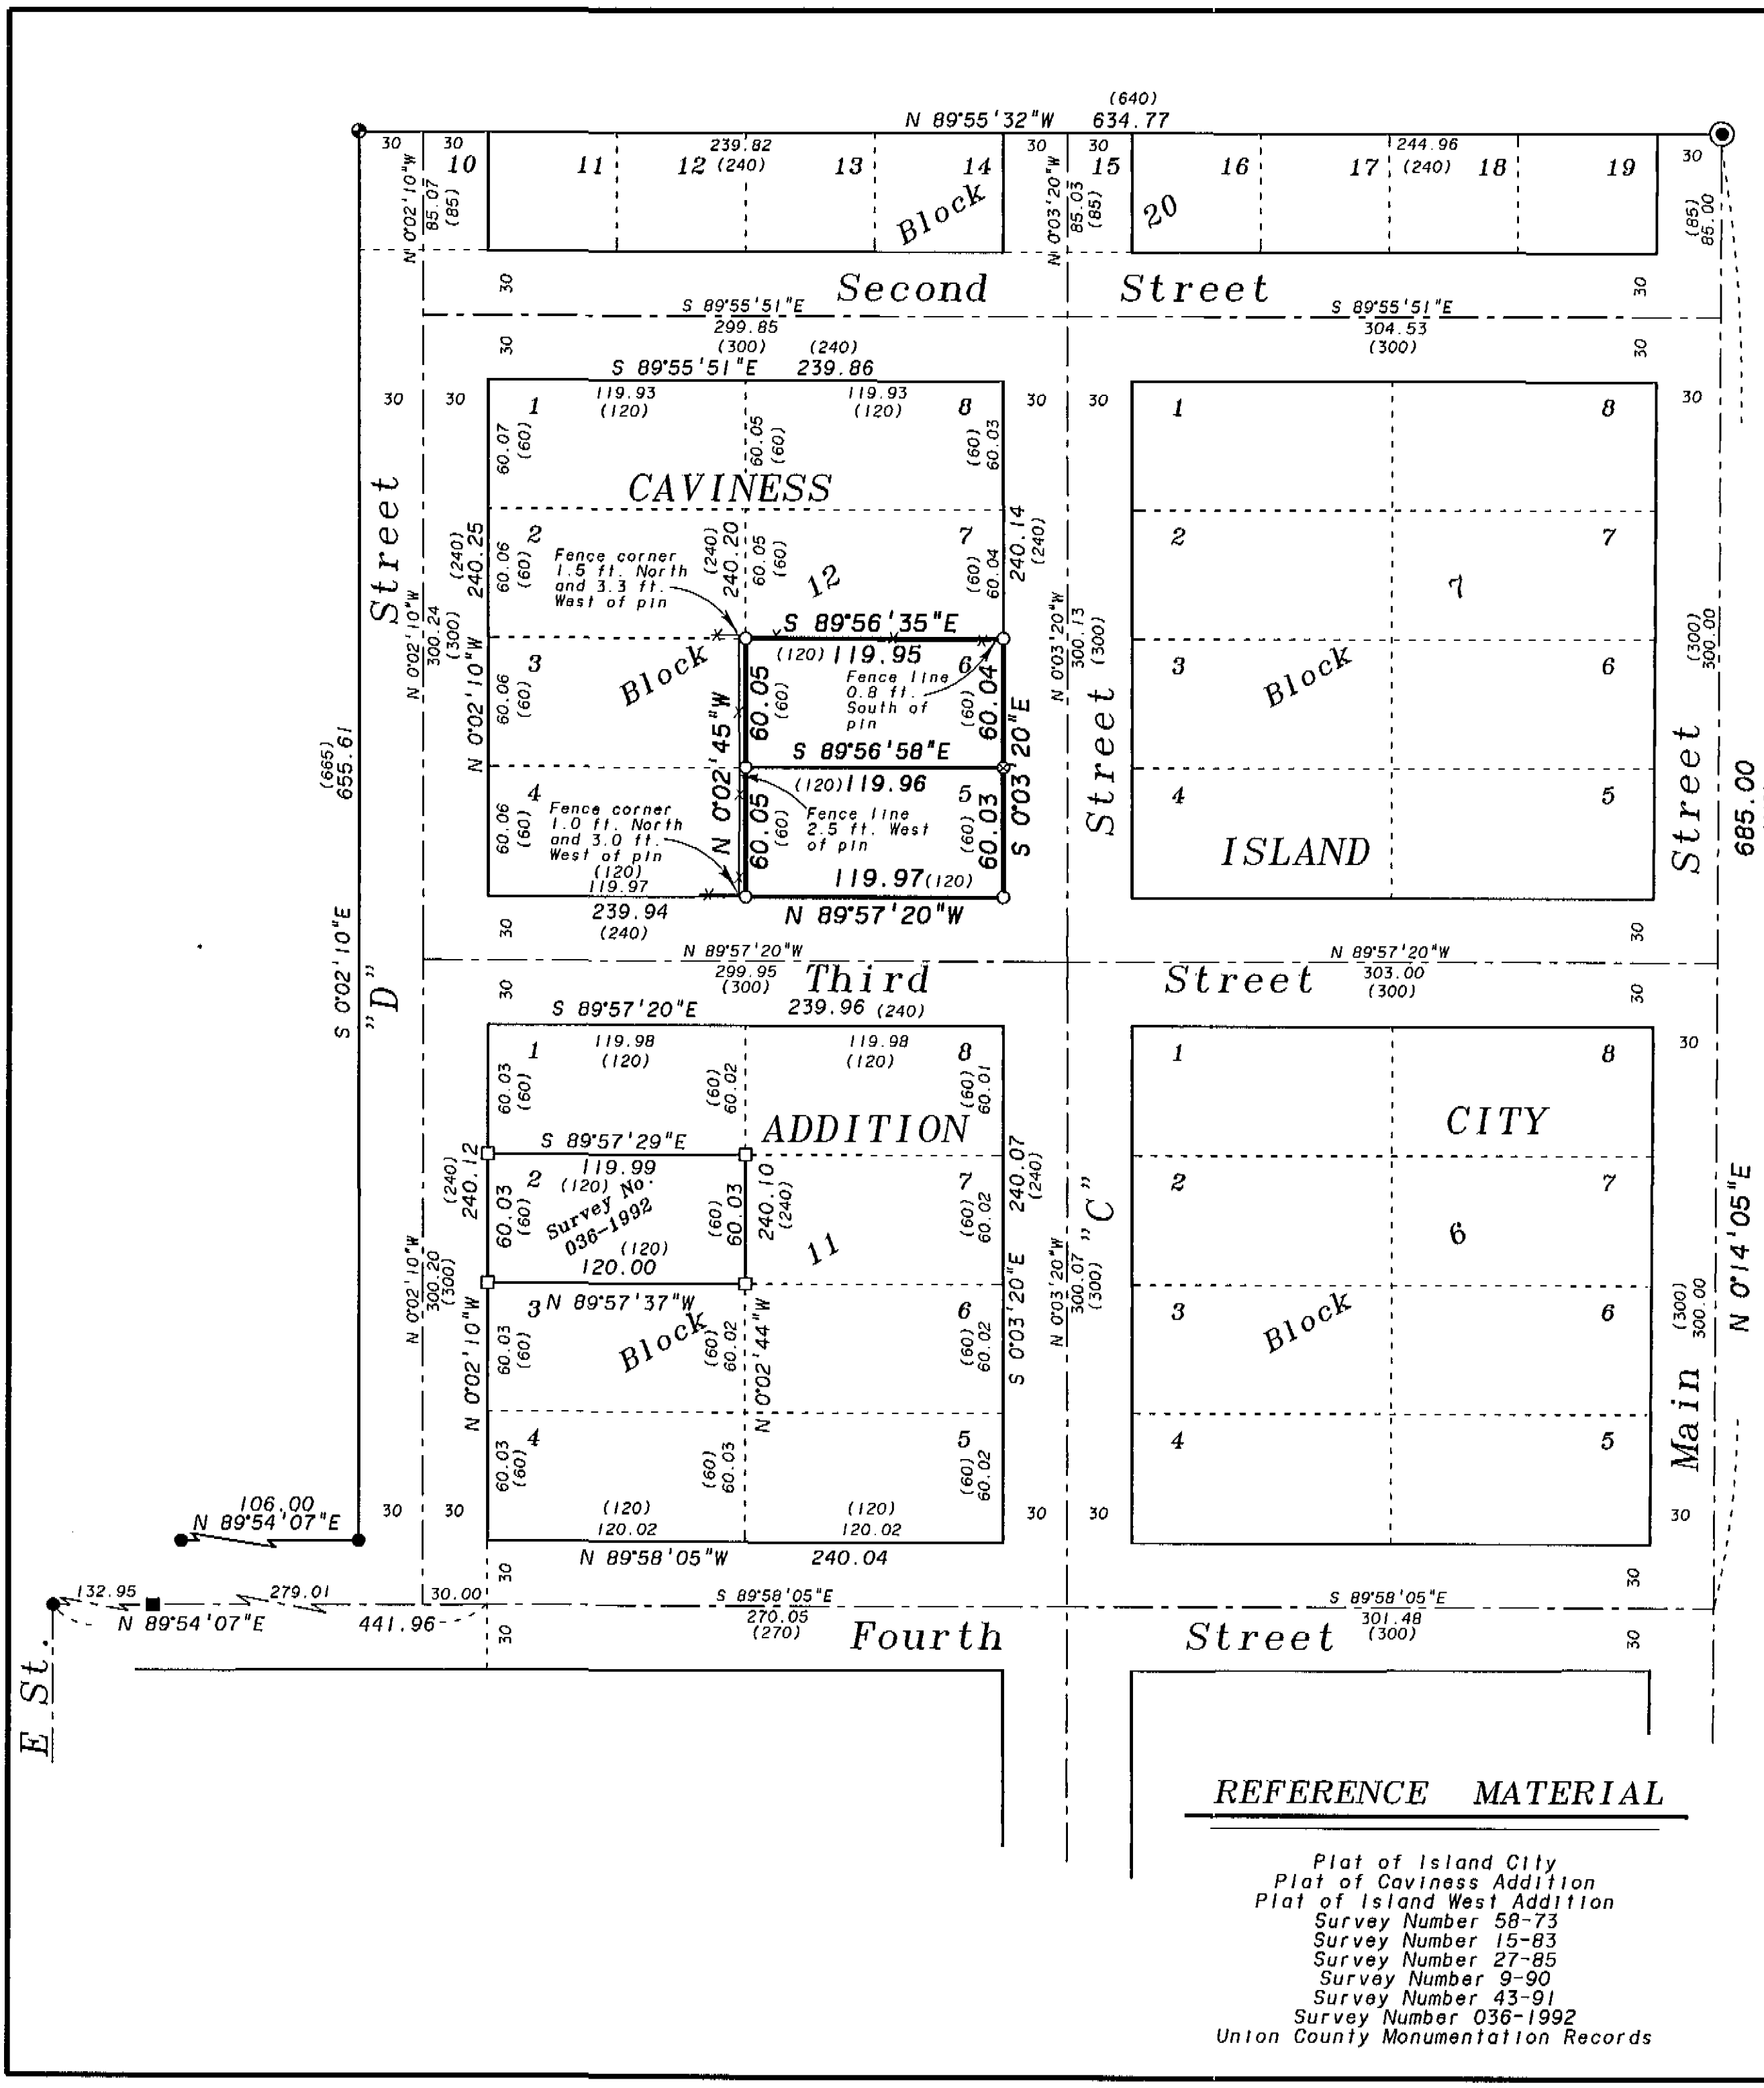 (640)
N 89°55'32"W 634.77
30 30 239.82 30 30 244.96 30
10 11 12 (240) 13 14 15 16 17 (240) 18 19
N 0°02'10"W
85.07
(85)
N 0°03'20"W
85.03
(85)
(85)
85.00
Block 20
30 Second Street 30
S 89°55'51"E S 89°55'51"E
299.85 304.53
(300) (300)
30 30
(240)
S 89°55'51"E 239.86
30 30 1 119.93 119.93 8 30 30 1 8 30
(120) (120)
60.07
(60)
60.05
(60)
(60)
60.03
CAVINESS
"D" Street
(240)
240.25
N 0°02'10"W
N 0°02'10"W
300.24
(300)
2 7 2 7
60.06
(60)
(240)
240.20
60.05
(60)
(60)
60.04
240.14
(240)
Fence corner
1.5 ft. North
and 3.3 ft.
West of pin
12
7
S 89°56'35"E
(120) 119.95
3 6 3 6
60.06
(60)
Block
Block
N 0°02'45"W
60.05
(60)
Fence line
0.8 ft.
South of
pin
(60)
60.04
S 0°03'20"E
N 0°03'20"W
300.13
(300)
(300)
300.00
S 89°56'58"E
(120) 119.96
4 5 4 5
60.06
(60)
Fence corner
1.0 ft. North
and 3.0 ft.
West of pin
60.05
(60)
Fence line
2.5 ft. West
of pin
(60)
60.03
ISLAND
(120)
119.97
119.97 (120)
239.94
(240)
N 89°57'20"W
(665)
655.61
S 0°02'10"E
685.00
N 0°14'05"E
30 30
N 89°57'20"W N 89°57'20"W
299.95 303.00
(300) (300)
Third Street
30 30
S 89°57'20"E 239.96 (240)
1 119.98 119.98 8 1 8 30
(120) (120)
60.03
(60)
(60)
60.02
(60)
60.01
ADDITION
CITY
S 89°57'29"E
119.99
(120)
2 7 2 7
(240)
240.12
60.03
(60)
Survey No.
036-1992
(60)
60.03
240.10
(240)
(60)
60.02
240.07
(240)
(120)
120.00
11
6
"C" Street
N 89°57'37"W
3 6 3 6
N 0°02'10"W
300.20
(300)
N 0°02'10"W
60.03
(60)
Block
Block
(60)
60.02
N 0°02'44"W
(60)
60.02
S 0°03'20"E
N 0°03'20"W
300.07
(300)
(300)
300.00
Main Street
4 5 4 5
60.03
(60)
(60)
60.03
(60)
60.02
106.00
N 89°54'07"E
30 30 (120) (120) 30 30 30
120.02 120.02
N 89°58'05"W 240.04
30 30
132.95 279.01 30.00 S 89°58'05"E S 89°58'05"E
N 89°54'07"E 441.96 270.05 301.48
(270) (300)
30 Fourth Street 30
E St.
REFERENCE MATERIAL
Plat of Island City
Plat of Caviness Addition
Plat of Island West Addition
Survey Number 58-73
Survey Number 15-83
Survey Number 27-85
Survey Number 9-90
Survey Number 43-91
Survey Number 036-1992
Union County Monumentation Records